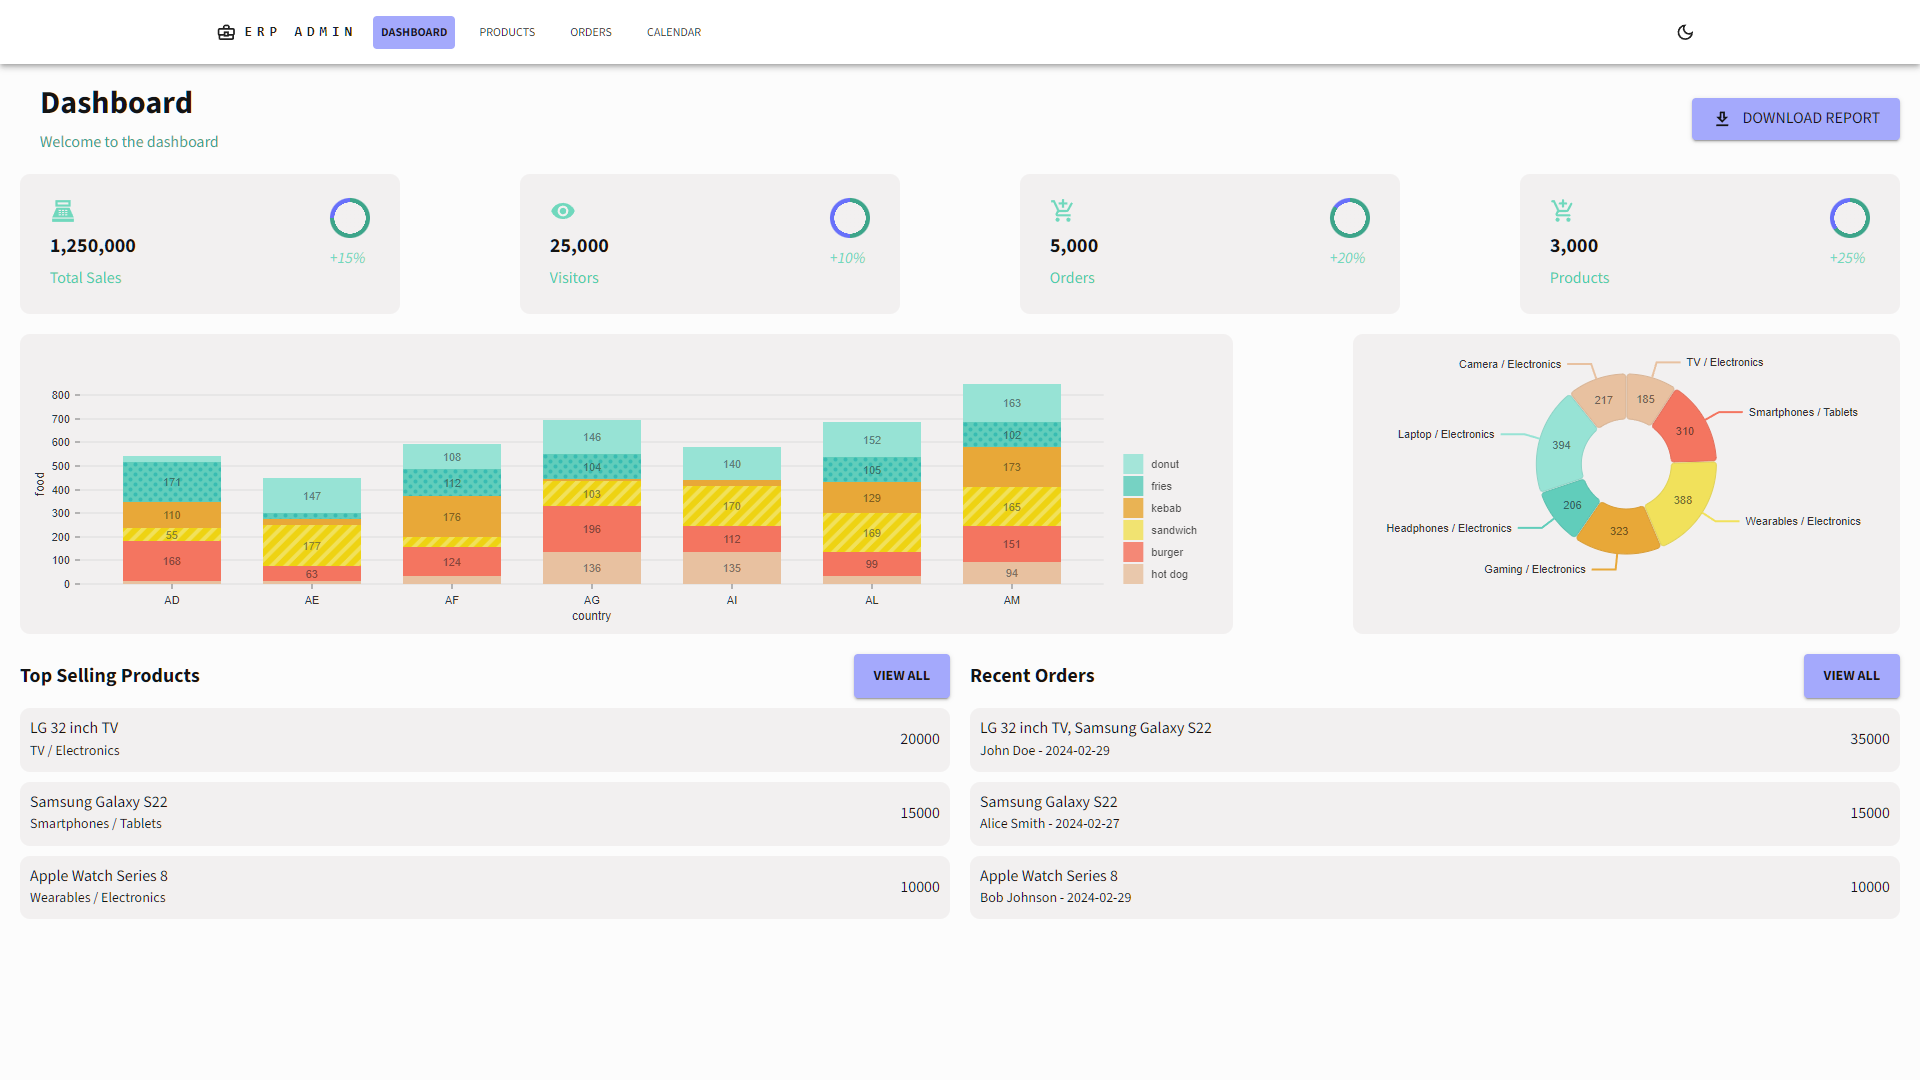 ERP ADMIN
DASHBOARD
PRODUCTS
ORDERS
CALENDAR
Dashboard
Welcome to the dashboard
DOWNLOAD REPORT
1,250,000
+15%
Total Sales
25,000
+10%
Visitors
5,000
+20%
Orders
3,000
+25%
Products
food
800
700
600
500
400
300
200
100
0
171
110
55
168
147
177
63
108
112
176
124
146
104
103
196
136
140
170
112
135
152
105
129
169
99
163
102
173
165
151
94
AD
AE
AF
AG
AI
AL
AM
country
donut
fries
kebab
sandwich
burger
hot dog
Camera / Electronics
TV / Electronics
Smartphones / Tablets
Laptop / Electronics
Headphones / Electronics
Wearables / Electronics
Gaming / Electronics
217
185
310
394
388
206
323
Top Selling Products
VIEW ALL
LG 32 inch TV
TV / Electronics
20000
Samsung Galaxy S22
Smartphones / Tablets
15000
Apple Watch Series 8
Wearables / Electronics
10000
Recent Orders
VIEW ALL
LG 32 inch TV, Samsung Galaxy S22
John Doe - 2024-02-29
35000
Samsung Galaxy S22
Alice Smith - 2024-02-27
15000
Apple Watch Series 8
Bob Johnson - 2024-02-29
10000